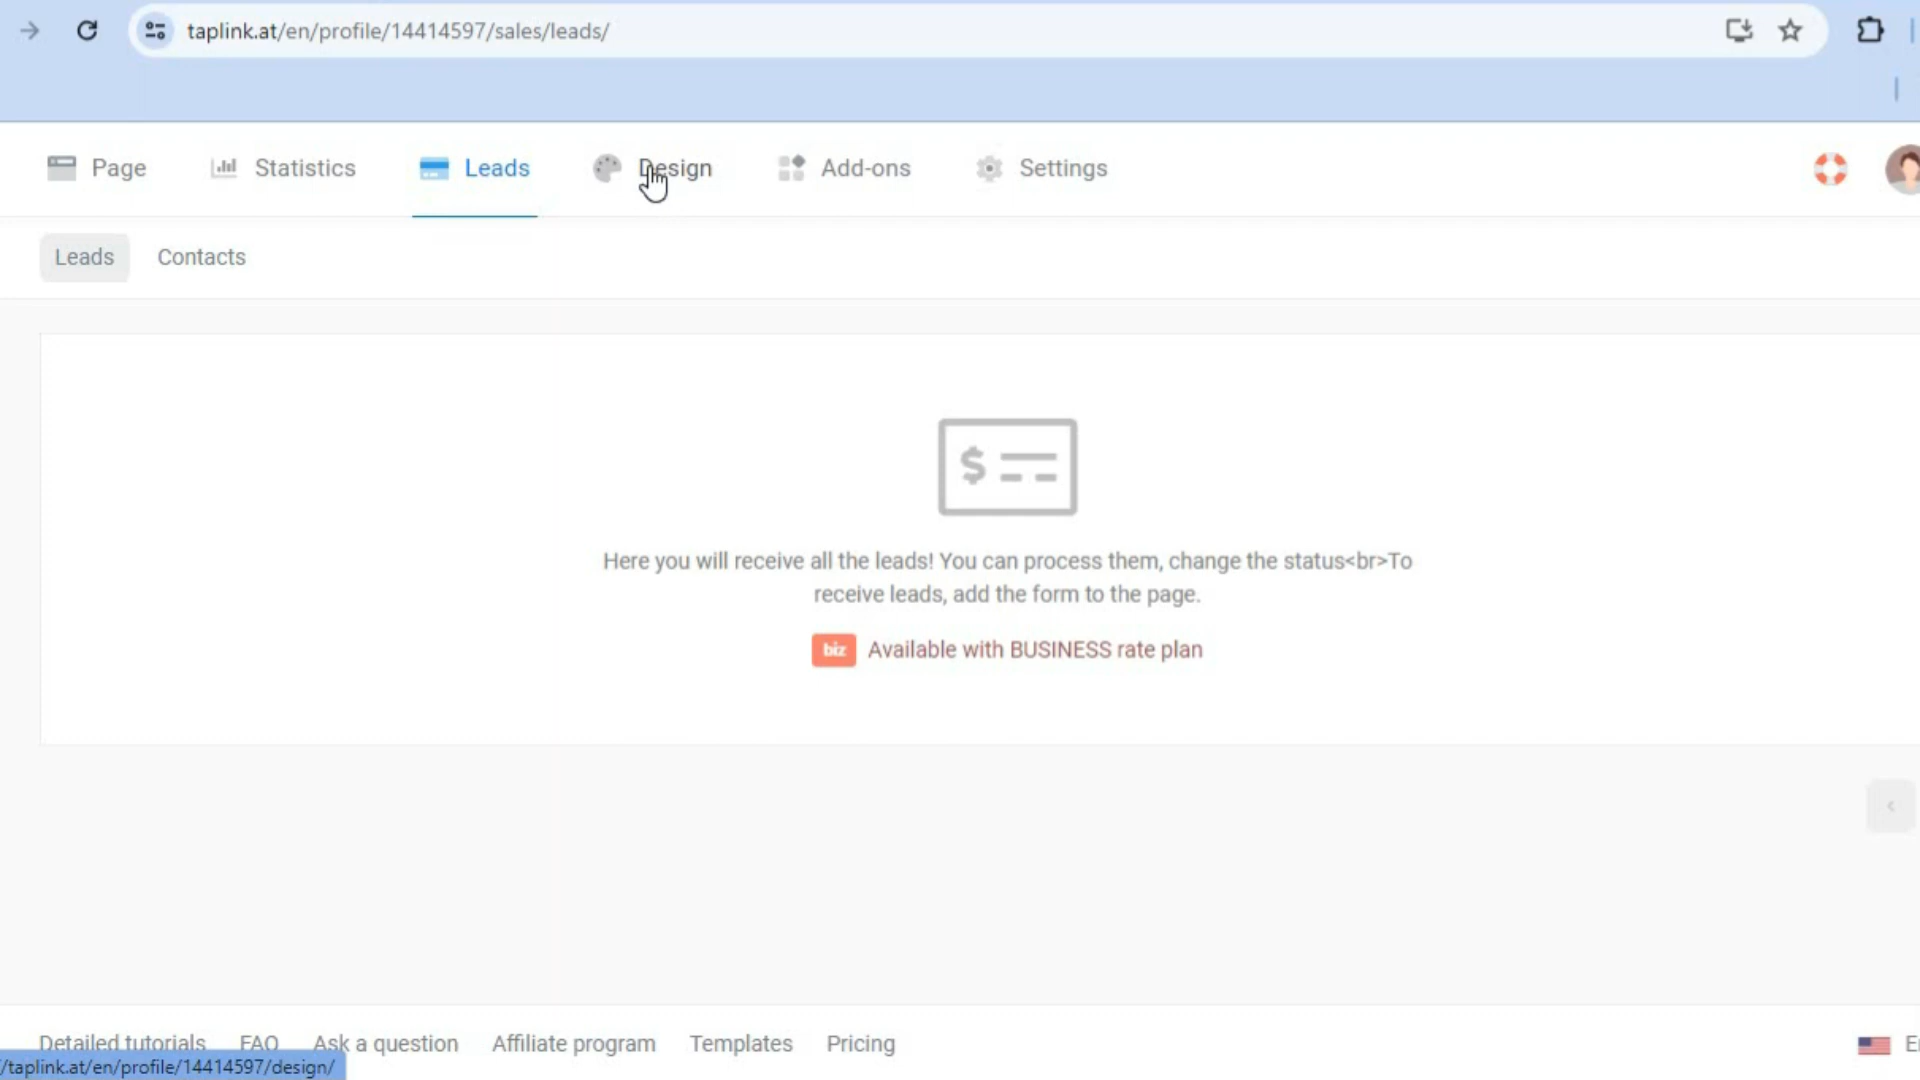 taplink.at/en/profile/14414597/sales/leads/
Page Statistics Leads Design Add-ons Settings
Leads Contacts
$
Here you will receive all the leads! You can process them, change the status<br>To
receive leads, add the form to the page.
biz Available with BUSINESS rate plan
Detailed tutorials FAQ Ask a question Affiliate program Templates Pricing
/taplink.at/en/profile/14414597/design/